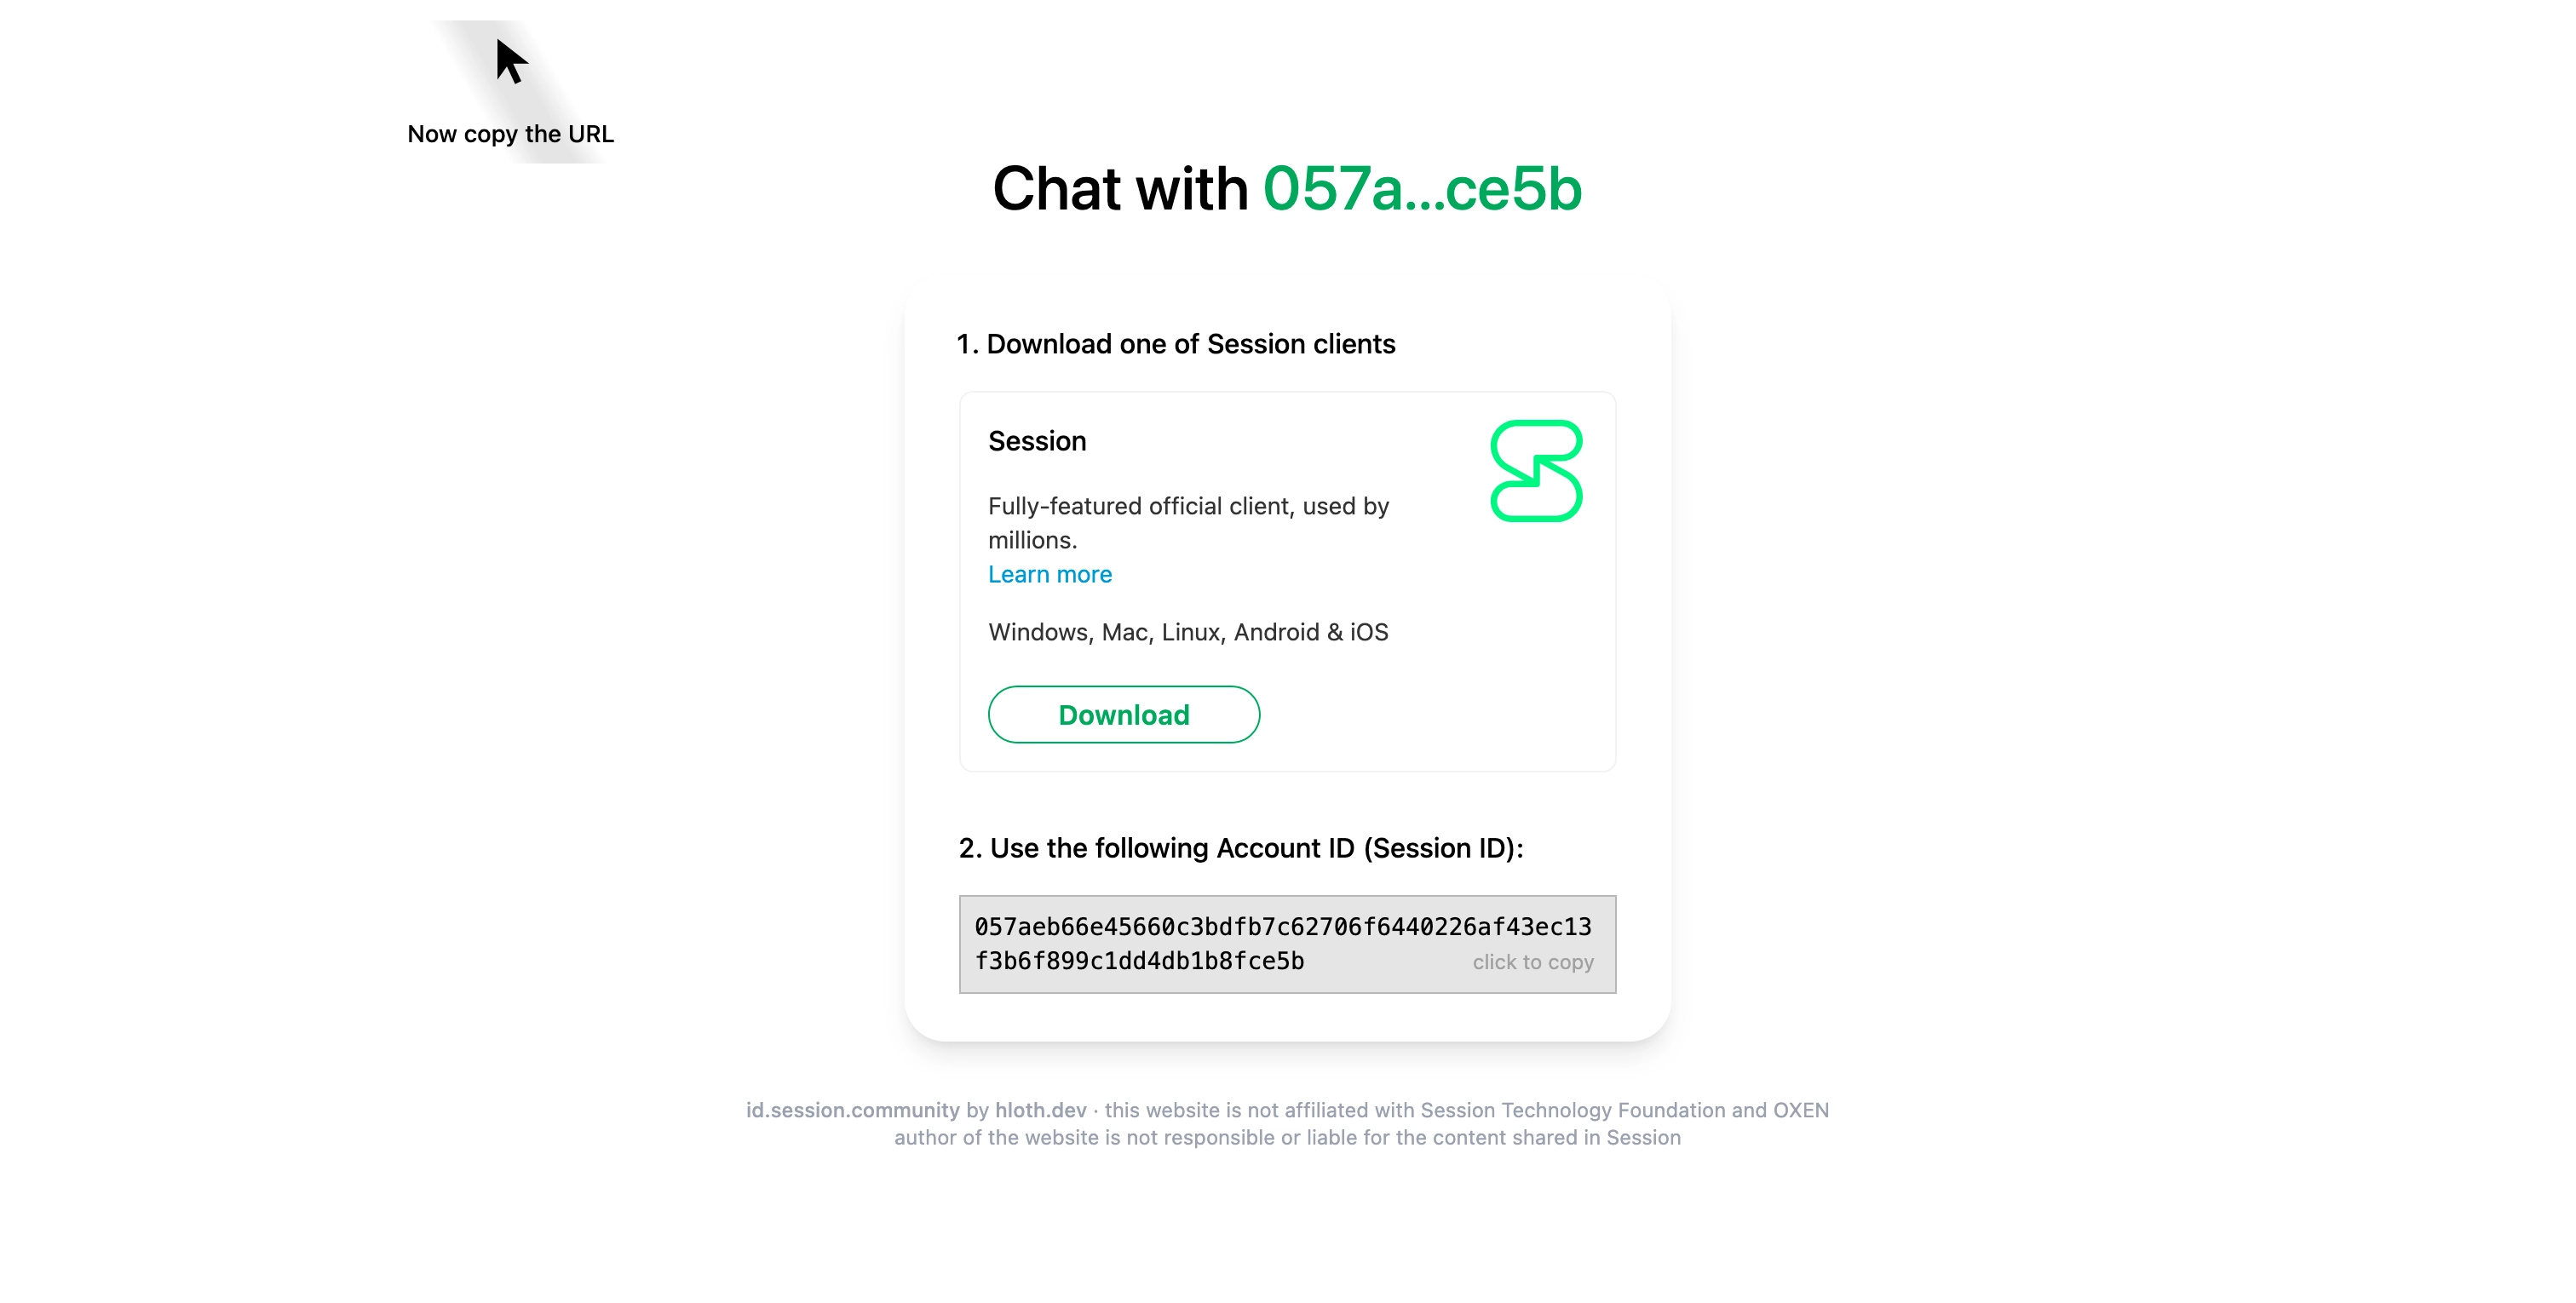 Now copy the URL
Chat with 057a...ce5b
1. Download one of Session clients
Session
Fully-featured official client, used by
millions.
Learn more
Windows, Mac, Linux, Android & iOS
Download
2. Use the following Account ID (Session ID):
057aeb66e45660c3bdfb7c62706f6440226af43ec13
f3b6f899c1dd4db1b8fce5b
click to copy
id.session.community by hloth.dev · this website is not affiliated with Session Technology Foundation and OXEN
author of the website is not responsible or liable for the content shared in Session